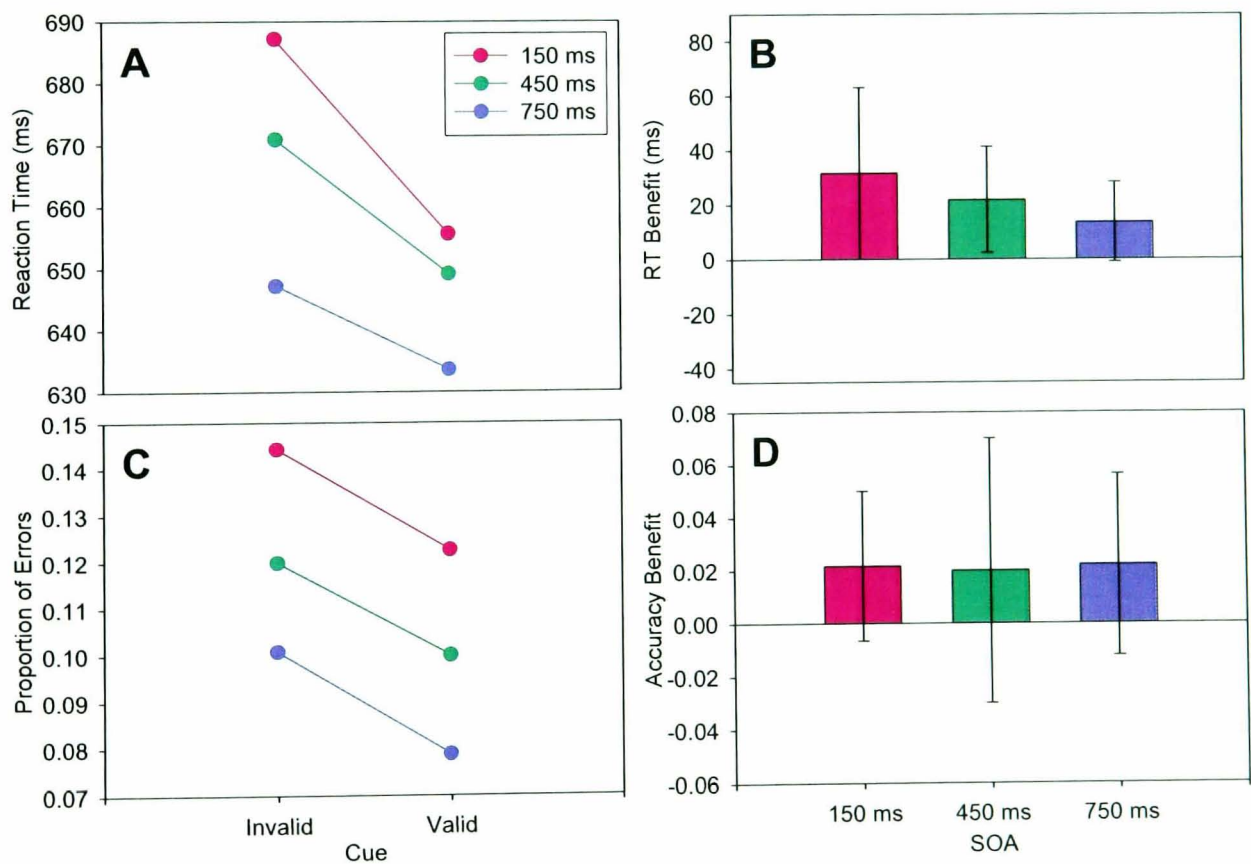 A
Reaction Time (ms)
690
680
670
660
650
640
630
150 ms
450 ms
750 ms
B
RT Benefit (ms)
80
60
40
20
0
-20
-40
C
Proportion of Errors
0.15
0.14
0.13
0.12
0.11
0.10
0.09
0.08
0.07
Invalid
Valid
Cue
D
Accuracy Benefit
0.08
0.06
0.04
0.02
0.00
-0.02
-0.04
-0.06
150 ms
450 ms
750 ms
SOA